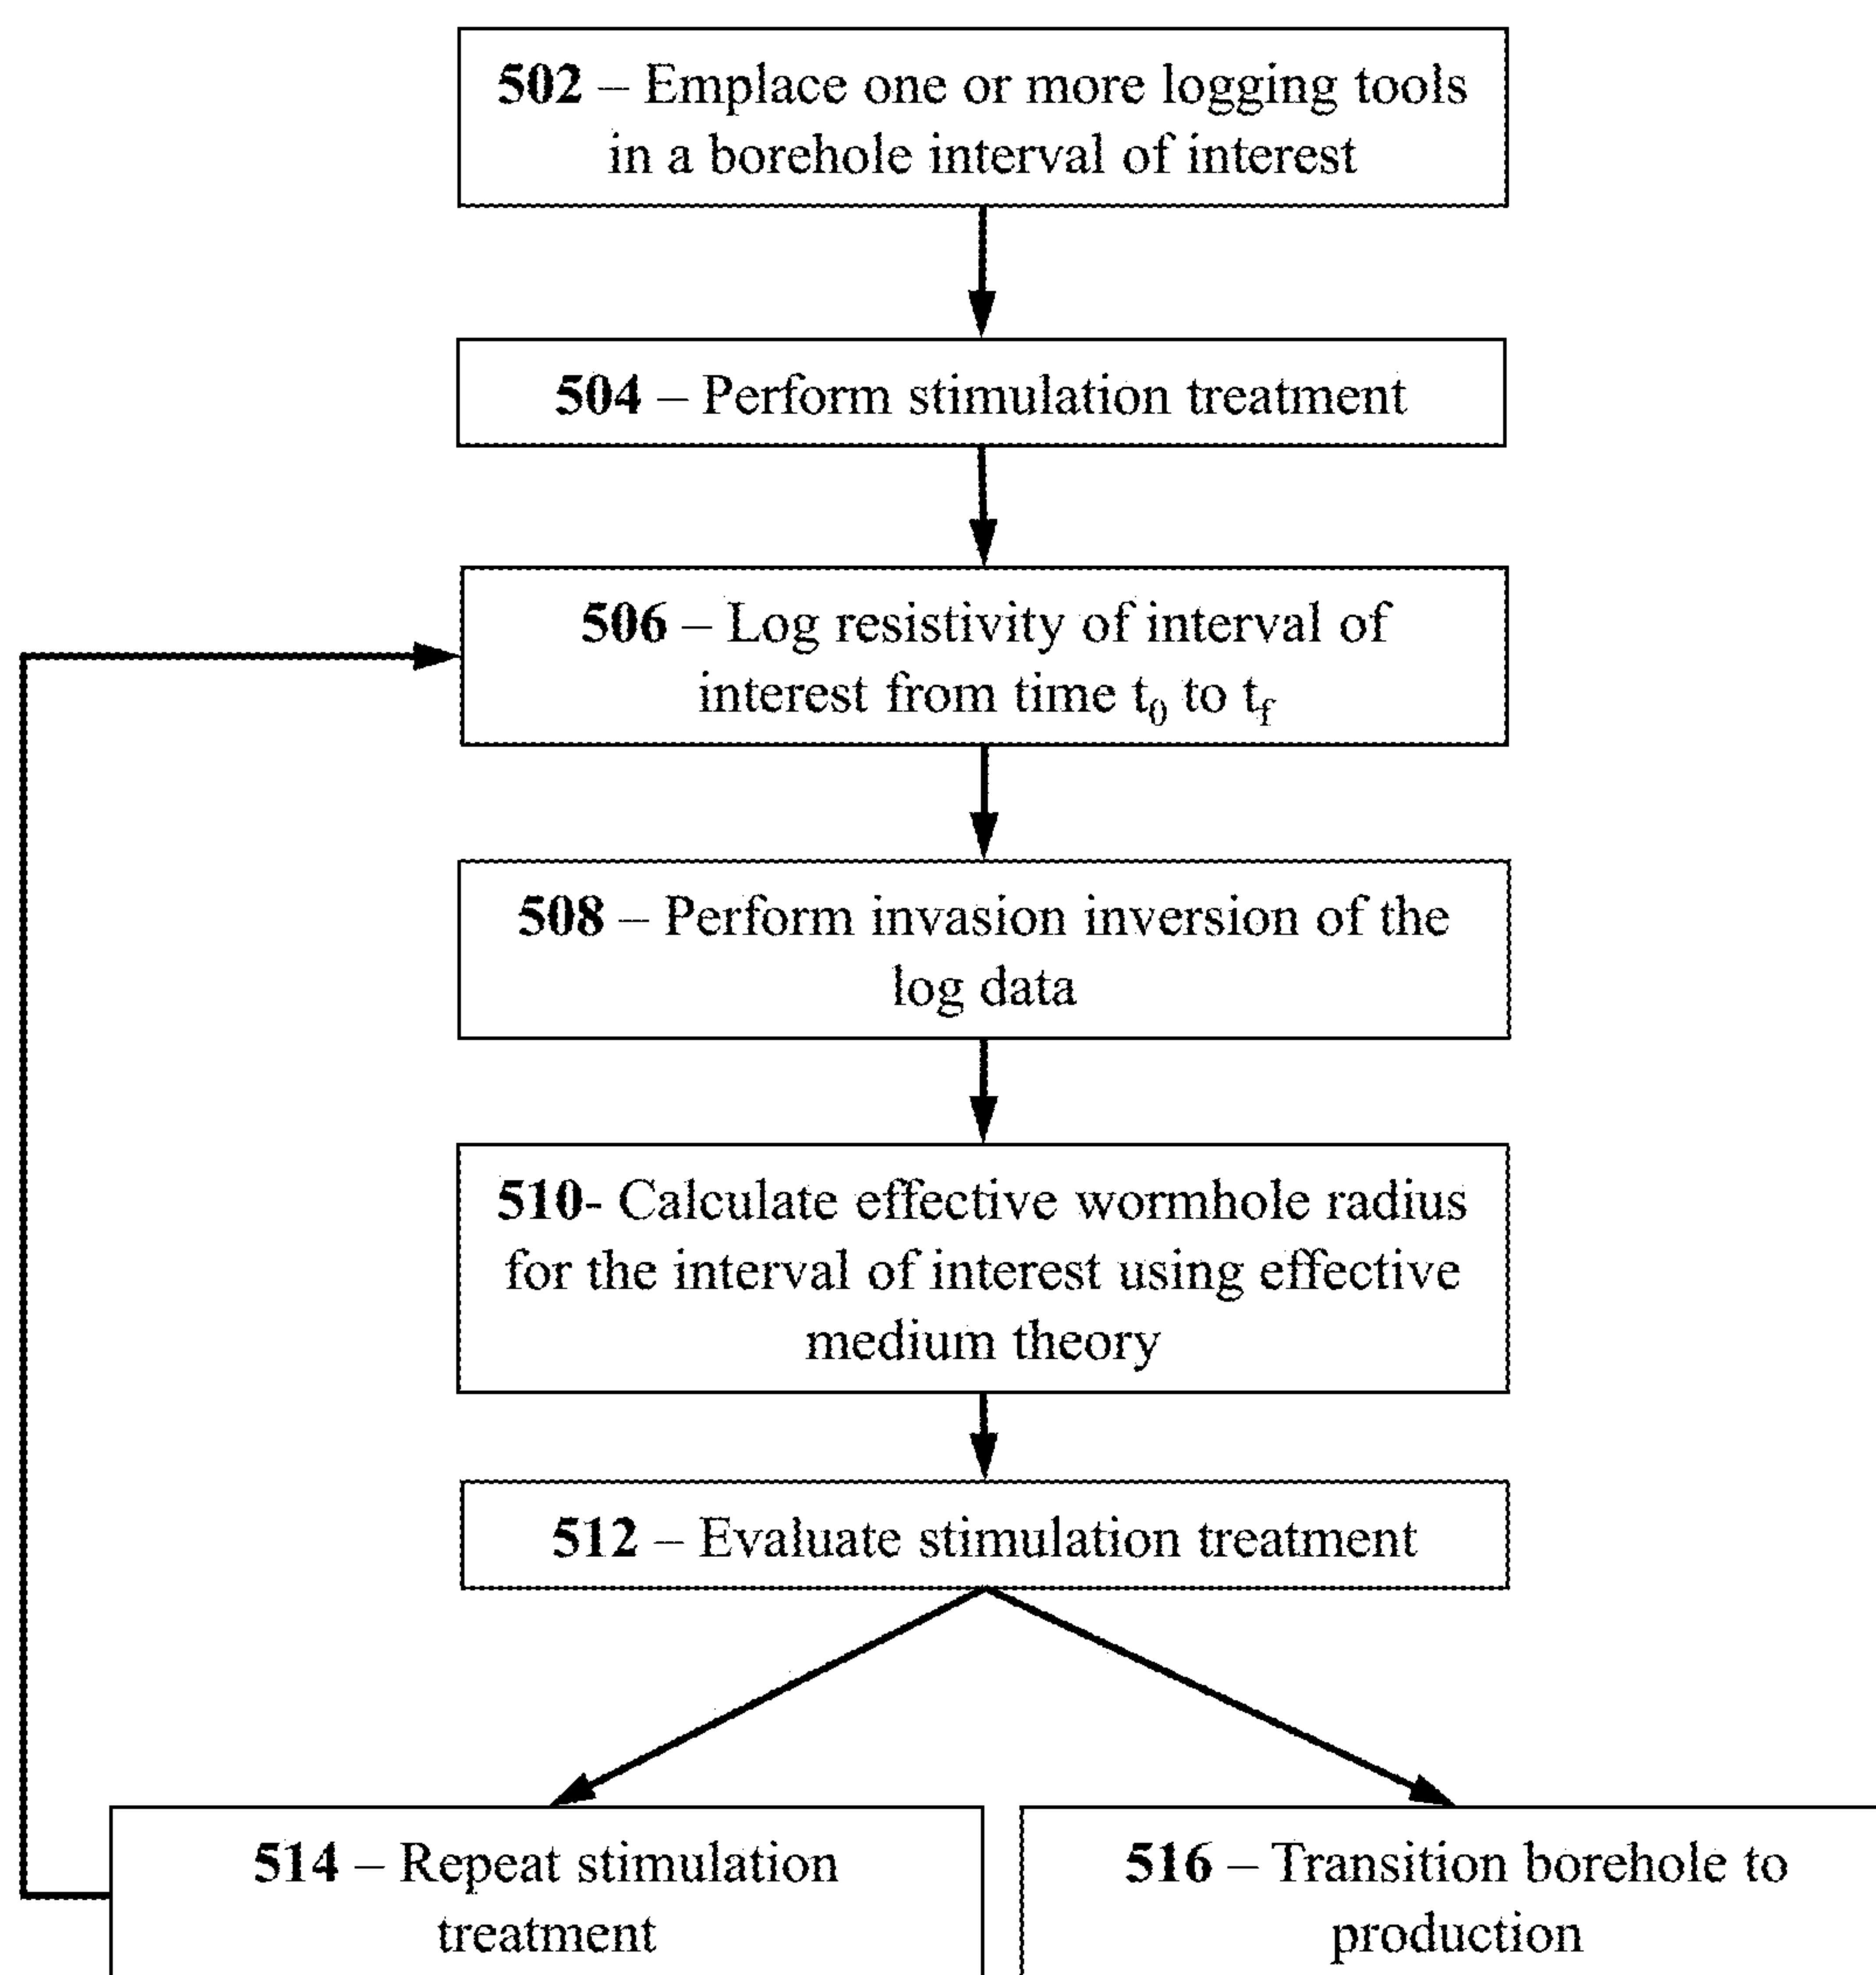 502 – Emplace one or more logging tools
in a borehole interval of interest
504 – Perform stimulation treatment
506 – Log resistivity of interval of
interest from time t₀ to t_f
508 – Perform invasion inversion of the
log data
510- Calculate effective wormhole radius
for the interval of interest using effective
medium theory
512 – Evaluate stimulation treatment
514 – Repeat stimulation
treatment
516 – Transition borehole to
production